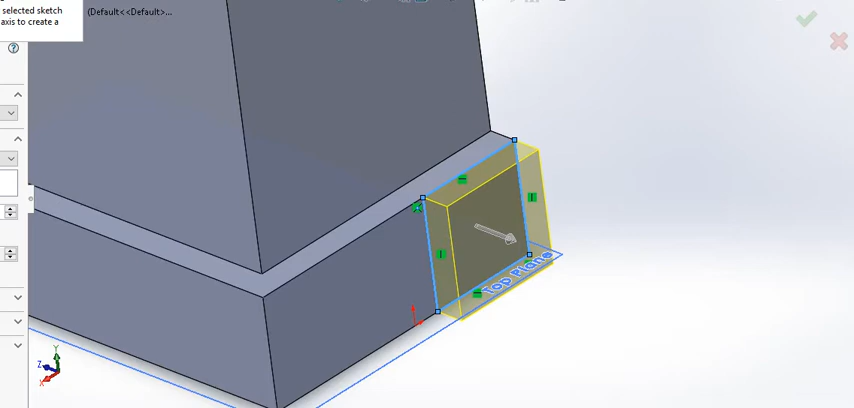 selected sketch
axis to create a
(Default<<Default>...
Top Plane
Y
Z
X